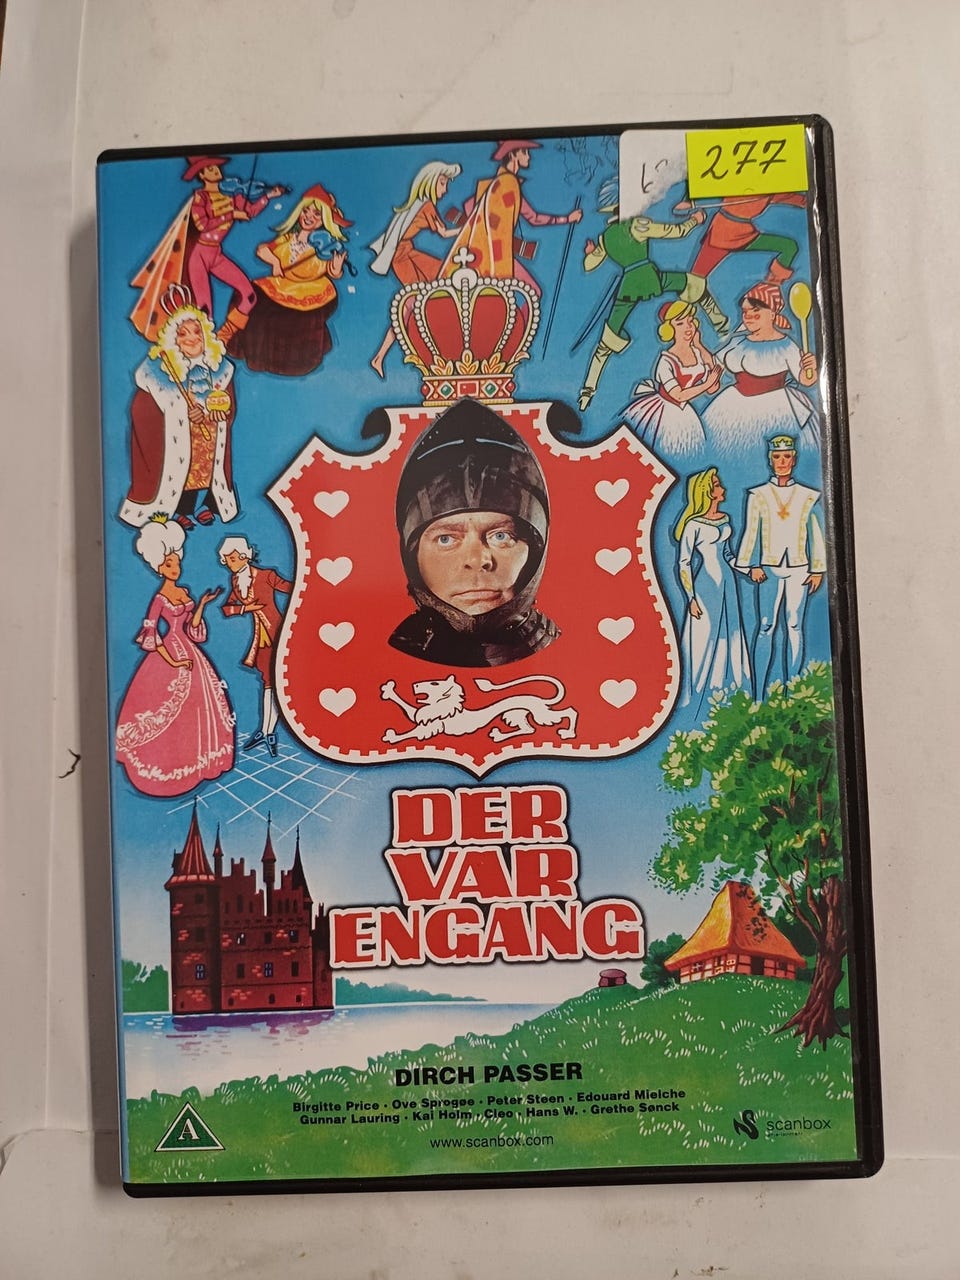 277
DER
VAR
ENGANG
DIRCH PASSER
Birgitte Price · Ove Sprogøe · Peter Steen · Edouard Mielche
Gunnar Lauring · Kai Holm · Cleo · Hans W. · Grethe Sønck
www.scanbox.com
A
scanbox
entertainment